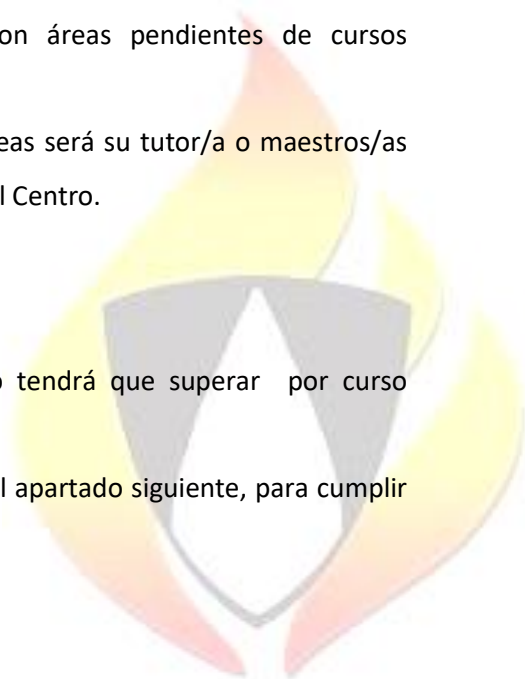 on áreas pendientes de cursos
eas será su tutor/a o maestros/as
l Centro.
o tendrá que superar por curso
l apartado siguiente, para cumplir